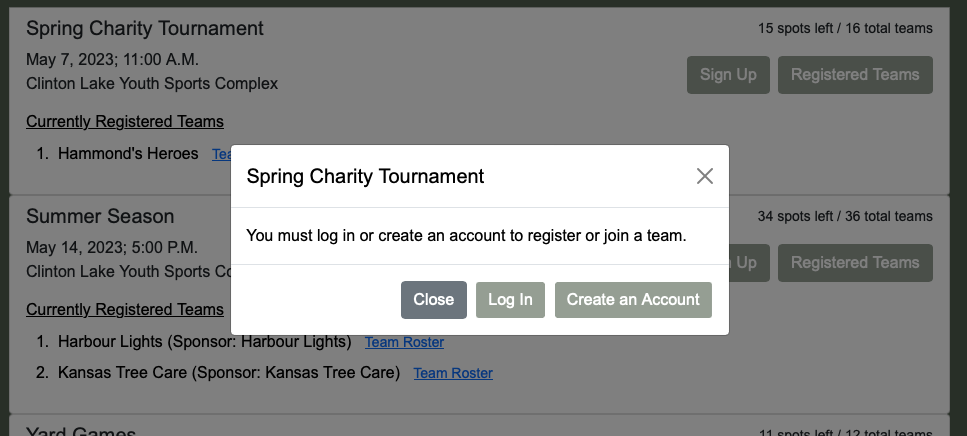 Spring Charity Tournament
15 spots left / 16 total teams
May 7, 2023; 11:00 A.M.
Clinton Lake Youth Sports Complex
Sign Up
Registered Teams
Currently Registered Teams
1. Hammond's Heroes
Spring Charity Tournament
You must log in or create an account to register or join a team.
Close
Log In
Create an Account
Summer Season
34 spots left / 36 total teams
May 14, 2023; 5:00 P.M.
Clinton Lake Youth Sports
Up
Registered Teams
Currently Registered Teams
1. Harbour Lights (Sponsor: Harbour Lights) Team Roster
2. Kansas Tree Care (Sponsor: Kansas Tree Care) Team Roster
Yard Games
11 spots left / 12 total teams